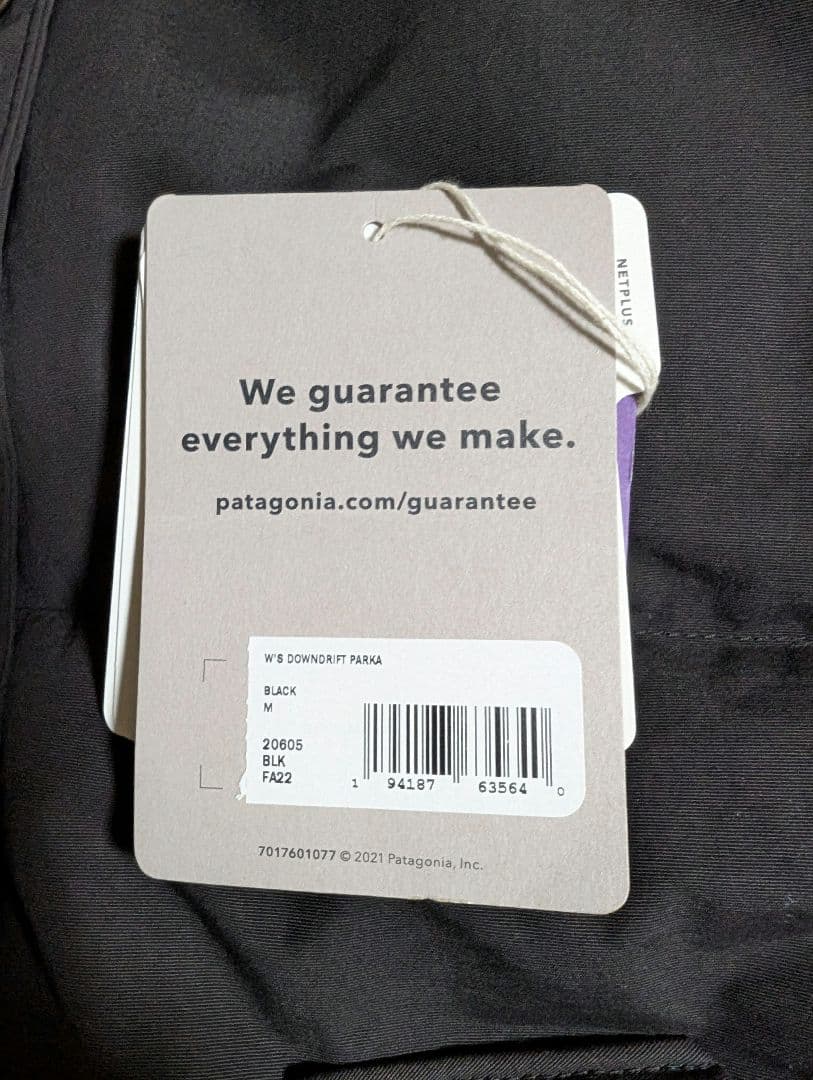 NETPLUS
We guarantee
everything we make.
patagonia.com/guarantee
W'S DOWNDRIFT PARKA
BLACK
M
20605
BLK
FA22
1 94187 63564 0
7017601077 © 2021 Patagonia, Inc.